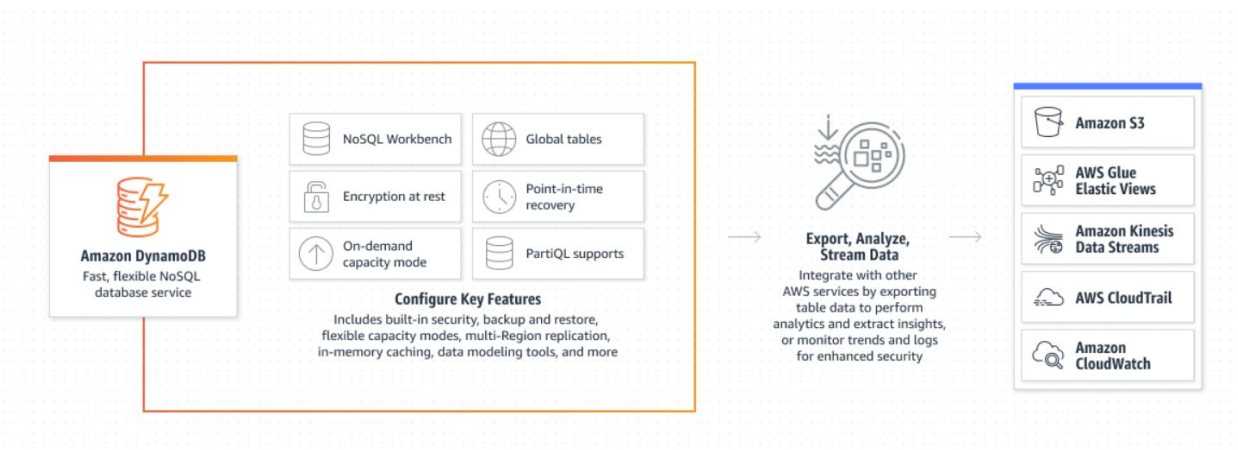 Amazon DynamoDB
Fast, flexible NoSQL
database service
NoSQL Workbench
Global tables
Encryption at rest
Point-in-time
recovery
On-demand
capacity mode
PartiQL supports
Configure Key Features
Includes built-in security, backup and restore,
flexible capacity modes, multi-Region replication,
in-memory caching, data modeling tools, and more
Export, Analyze,
Stream Data
Integrate with other
AWS services by exporting
table data to perform
analytics and extract insights,
or monitor trends and logs
for enhanced security
Amazon S3
AWS Glue
Elastic Views
Amazon Kinesis
Data Streams
AWS CloudTrail
Amazon
CloudWatch